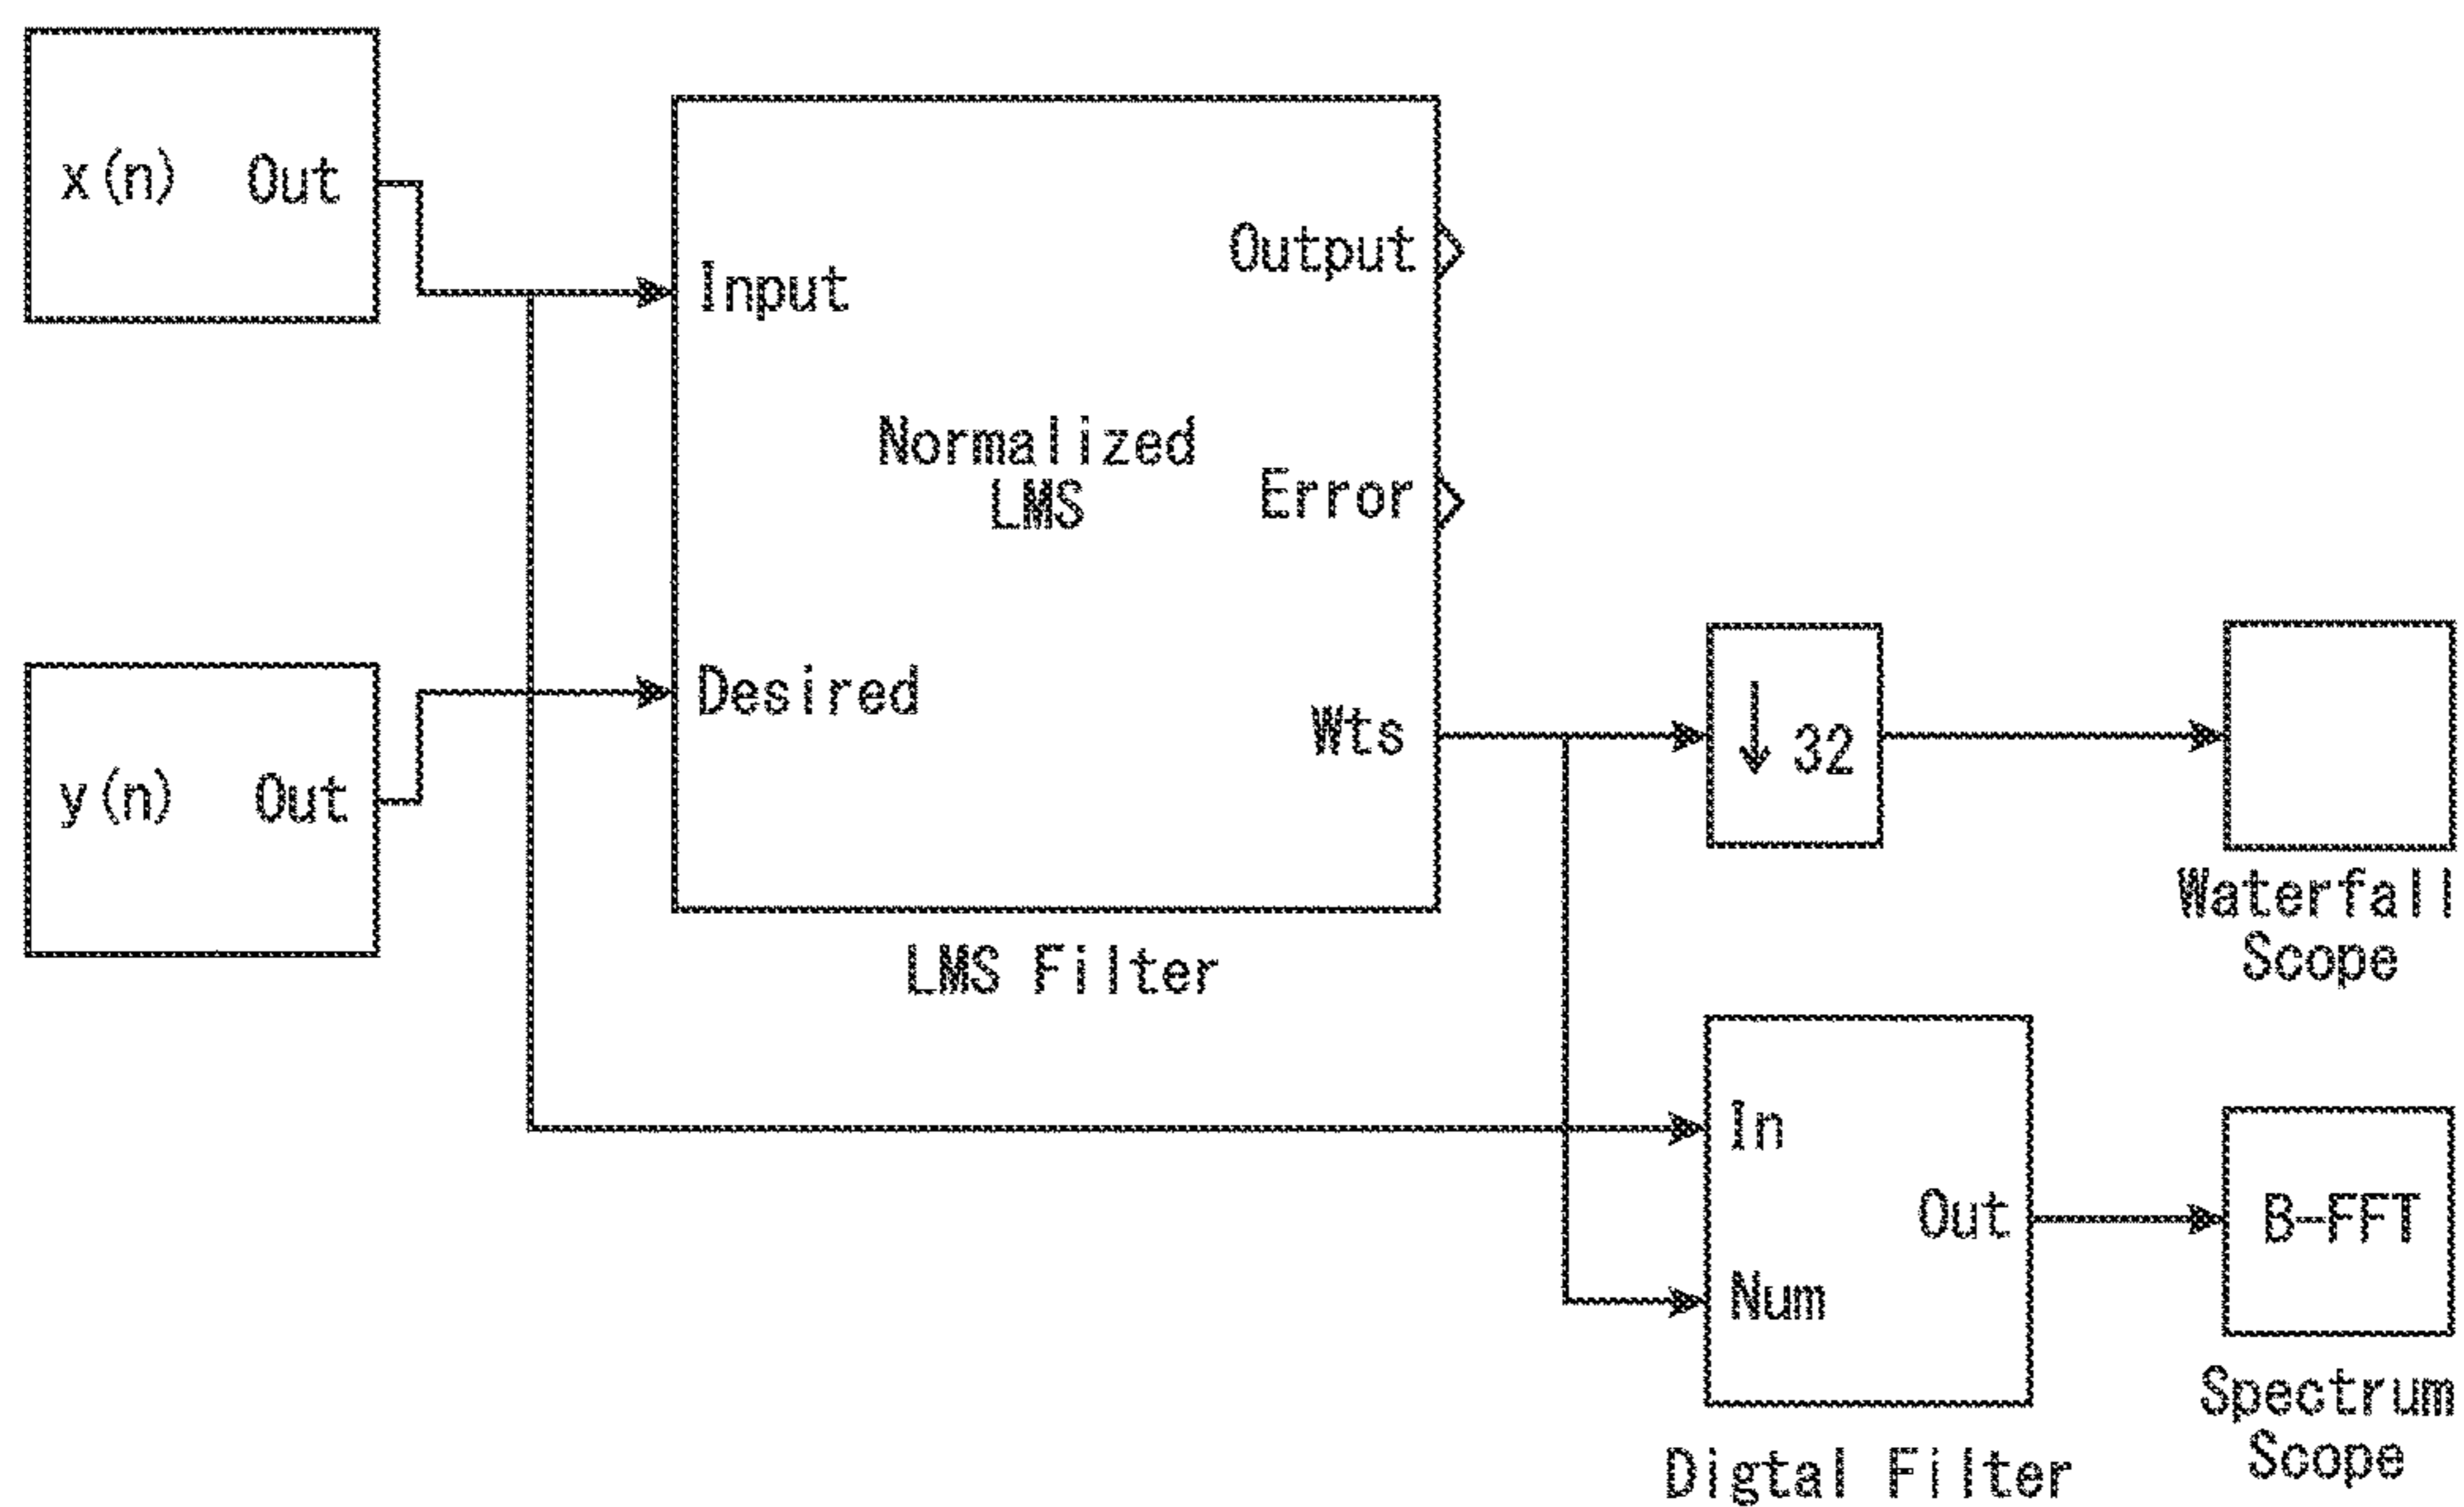 x(n) Out
Input
Normalized
LMS
Output
Error
Desired
Wts
LMS Filter
y(n) Out
↓ 32
Waterfall
Scope
In
Num
Out
Digtal Filter
B-FFT
Spectrum
Scope